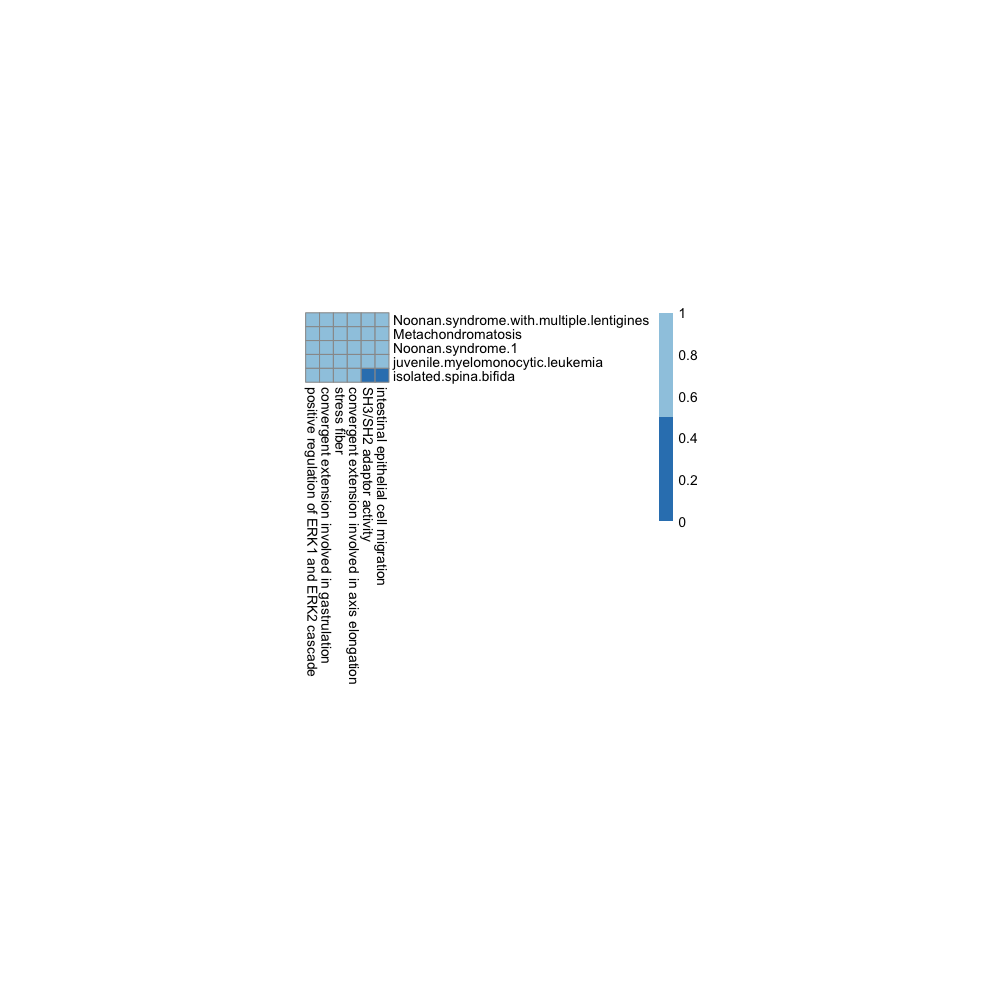 Noonan.syndrome.with.multiple.lentigines
Metachondromatosis
Noonan.syndrome.1
juvenile.myelomonocytic.leukemia
isolated.spina.bifida
positive regulation of ERK1 and ERK2 cascade
convergent extension involved in gastrulation
stress fiber
convergent extension involved in axis elongation
SH3/SH2 adaptor activity
intestinal epithelial cell migration
1
0.8
0.6
0.4
0.2
0